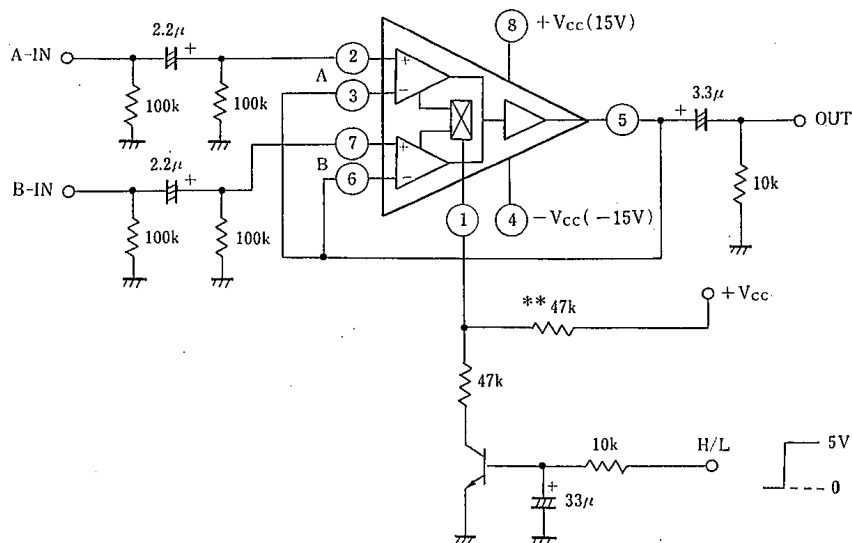 8
+Vcc(15V)
2.2μ
+
A-IN
2
+
3.3μ
A
+
3
−
5
OUT
100k
100k
7
+
2.2μ
B
+
6
−
10k
B-IN
1
4
−Vcc(−15V)
100k
100k
+Vcc
**47k
47k
10k
H/L
5V
+
33μ
0